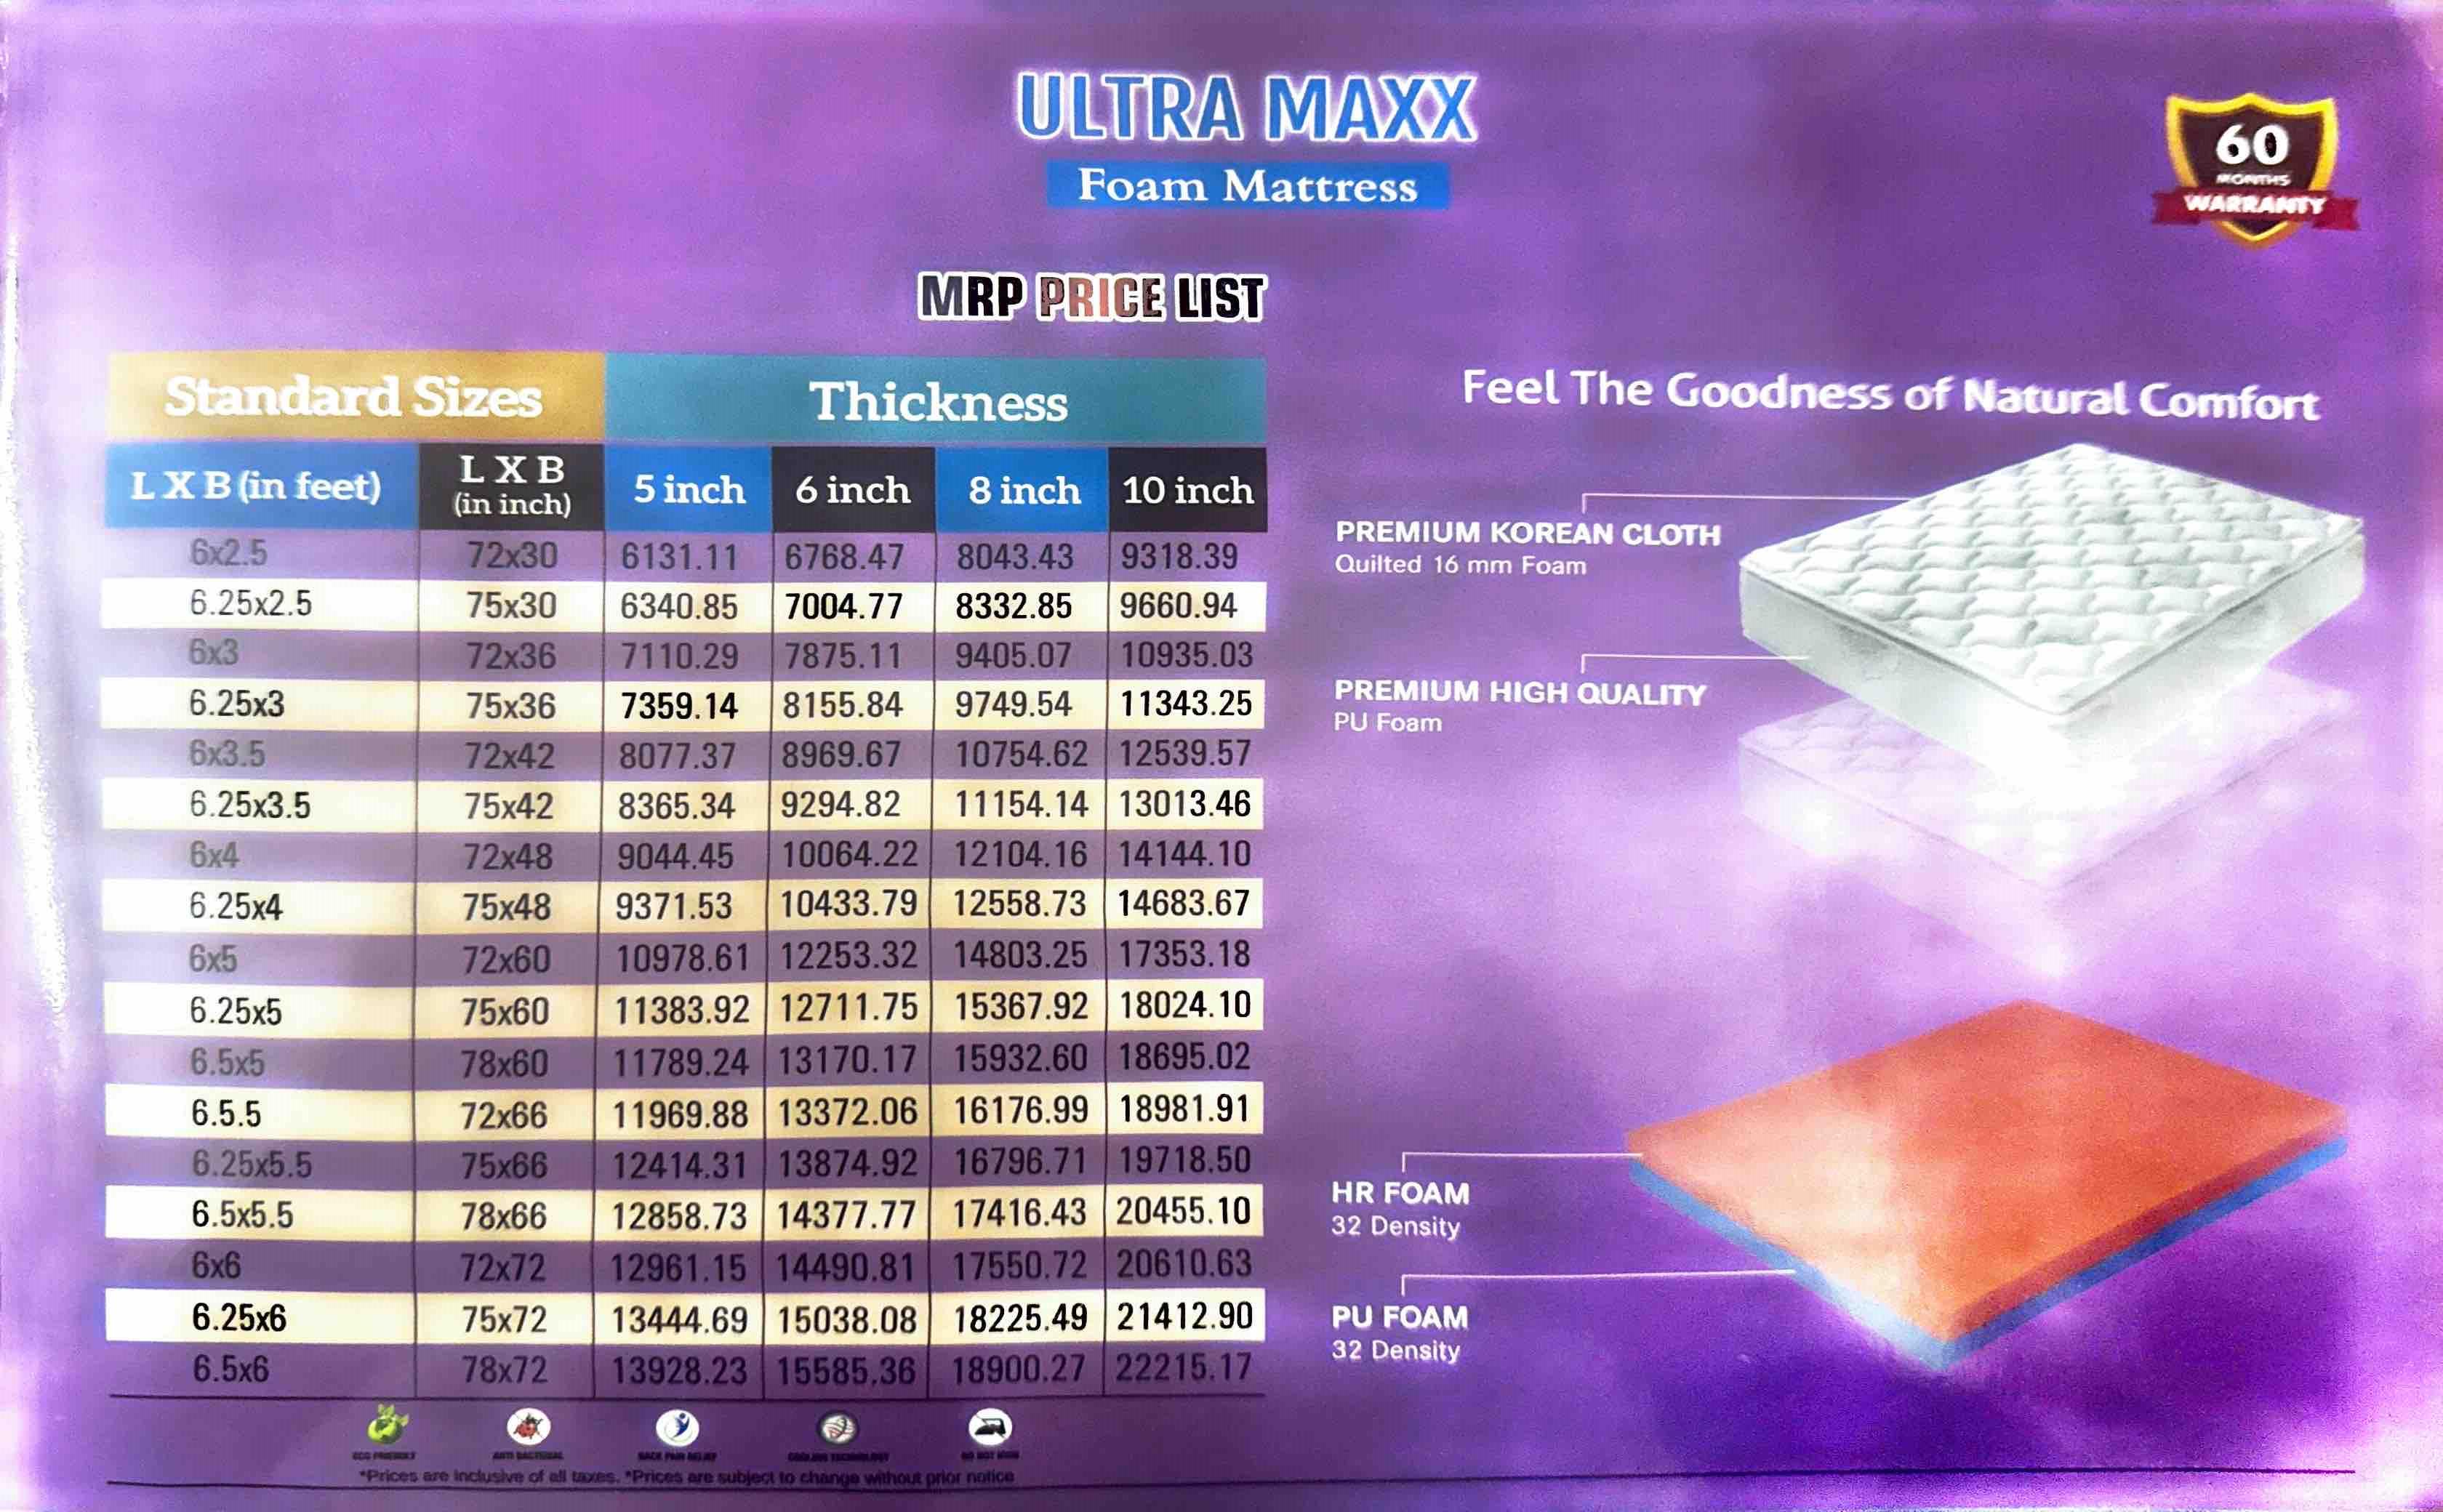 ULTRA MAXX
Foam Mattress
60
MONTHS
WARRANTY
MRP PRICE LIST
Standard Sizes Thickness
L X B (in feet) L X B (in inch) 5 inch 6 inch 8 inch 10 inch
6x2.5 72x30 6131.11 6768.47 8043.43 9318.39
6.25x2.5 75x30 6340.85 7004.77 8332.85 9660.94
6x3 72x36 7110.29 7875.11 9405.07 10935.03
6.25x3 75x36 7359.14 8155.84 9749.54 11343.25
6x3.5 72x42 8077.37 8969.67 10754.62 12539.57
6.25x3.5 75x42 8365.34 9294.82 11154.14 13013.46
6x4 72x48 9044.45 10064.22 12104.16 14144.10
6.25x4 75x48 9371.53 10433.79 12558.73 14683.67
6x5 72x60 10978.61 12253.32 14803.25 17353.18
6.25x5 75x60 11383.92 12711.75 15367.92 18024.10
6.5x5 78x60 11789.24 13170.17 15932.60 18695.02
6.5.5 72x66 11969.88 13372.06 16176.99 18981.91
6.25x5.5 75x66 12414.31 13874.92 16796.71 19718.50
6.5x5.5 78x66 12858.73 14377.77 17416.43 20455.10
6x6 72x72 12961.15 14490.81 17550.72 20610.63
6.25x6 75x72 13444.69 15038.08 18225.49 21412.90
6.5x6 78x72 13928.23 15585.36 18900.27 22215.17
ECO FRIENDLY ANTI BACTERIAL BACK PAIN RELIEF COOLING TECHNOLOGY DO NOT IRON
*Prices are inclusive of all taxes. *Prices are subject to change without prior notice
Feel The Goodness of Natural Comfort
PREMIUM KOREAN CLOTH
Quilted 16 mm Foam
PREMIUM HIGH QUALITY
PU Foam
HR FOAM
32 Density
PU FOAM
32 Density